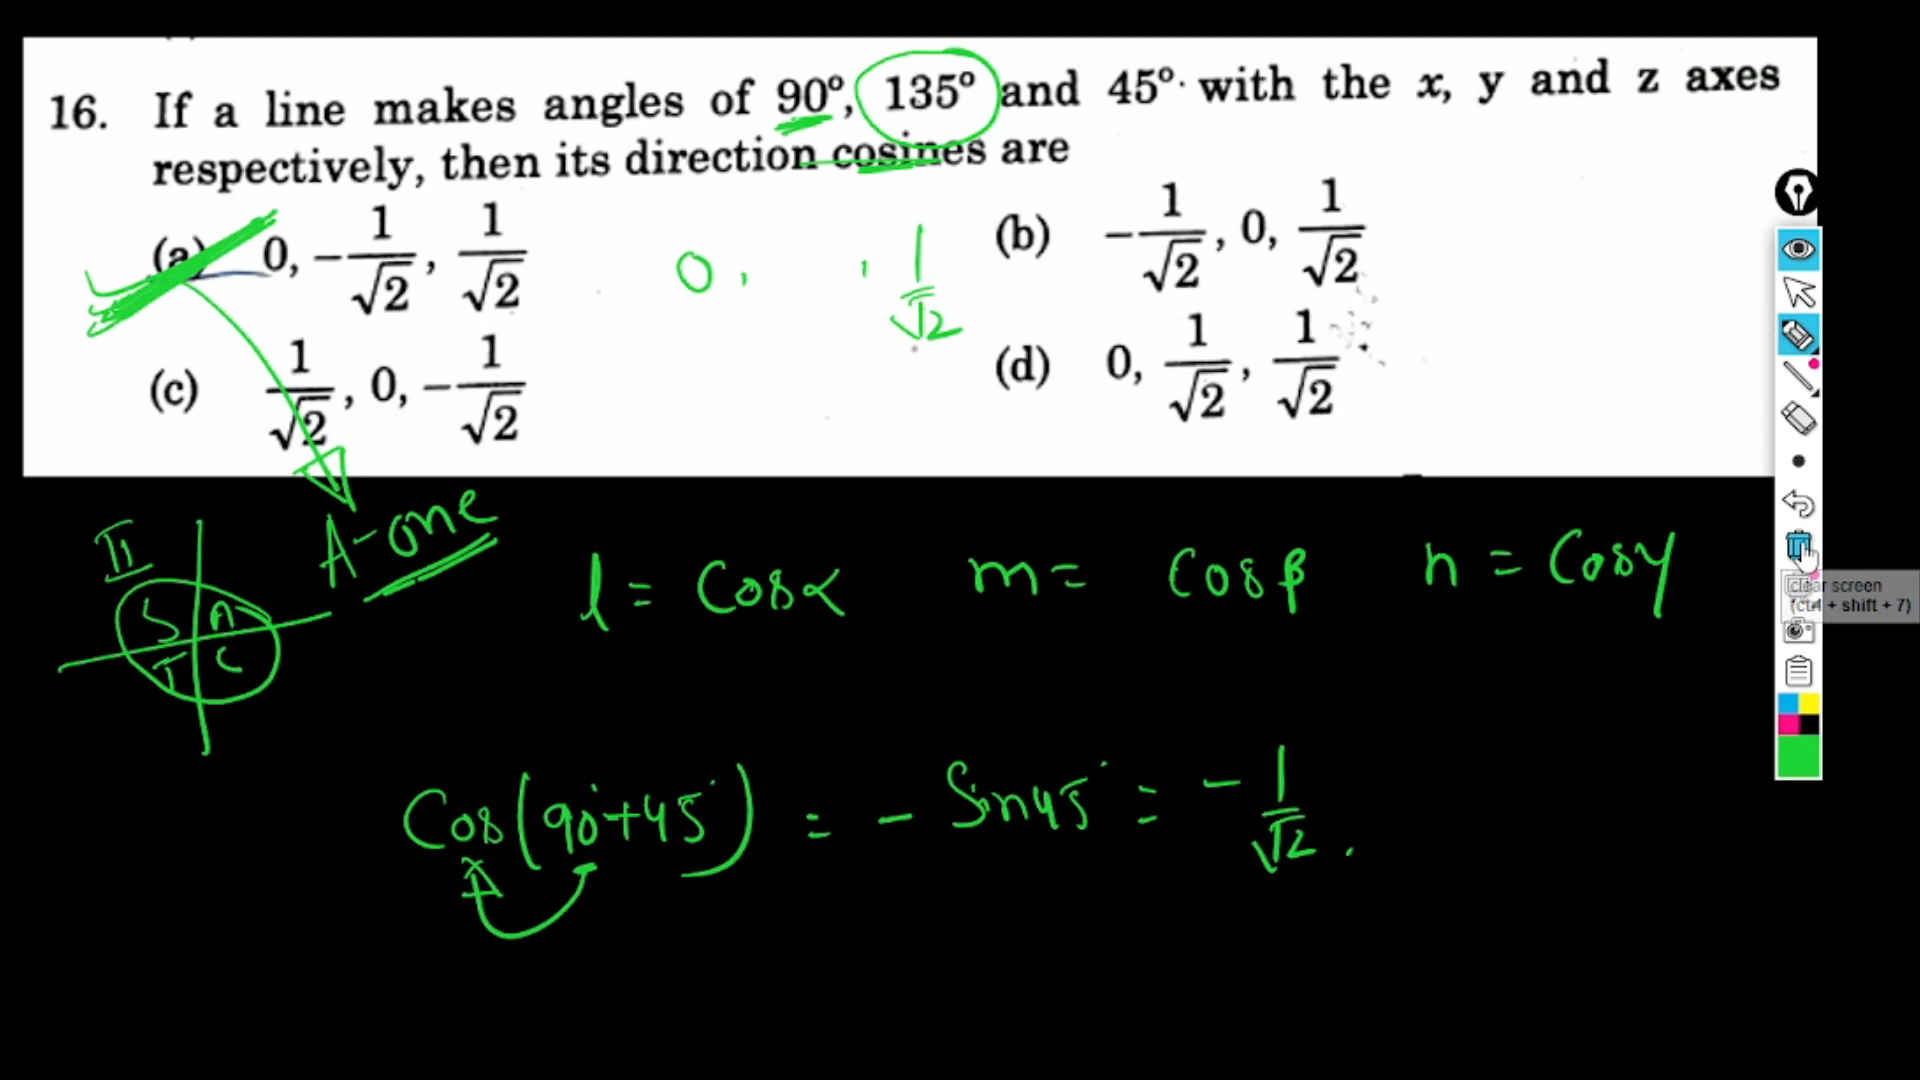 16. If a line makes angles of 90°, 135° and 45° with the x, y and z axes
respectively, then its direction cosines are
(a) 0, -1/√2, 1/√2
0, , 1/√2
(b) -1/√2, 0, 1/√2
(c) 1/√2, 0, -1/√2
(d) 0, 1/√2, 1/√2
II
S A
T C
A-one
l = Cosα m = Cosβ n = Cosγ
clear screen
(ctrl + shift + 7)
Cos(90°+45°) = - Sin45° = - 1/√2.